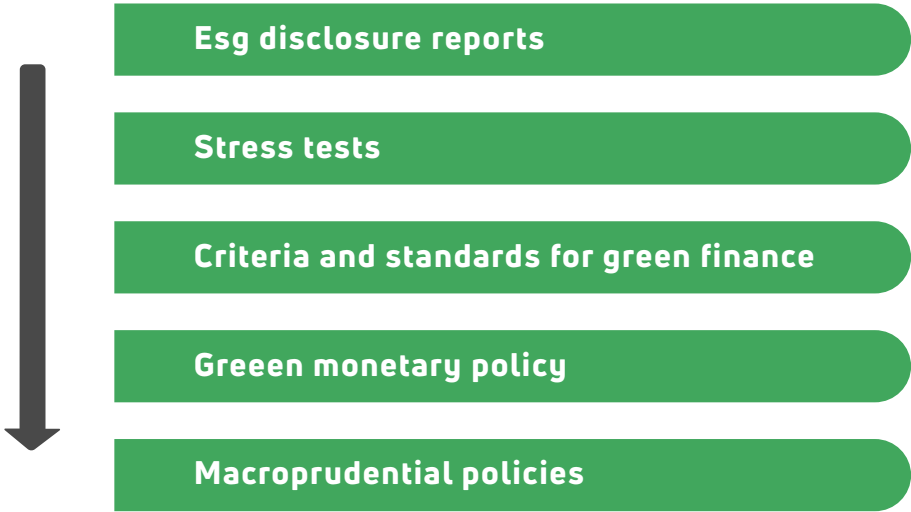 Esg disclosure reports
Stress tests
Criteria and standards for green finance
Greeen monetary policy
Macroprudential policies